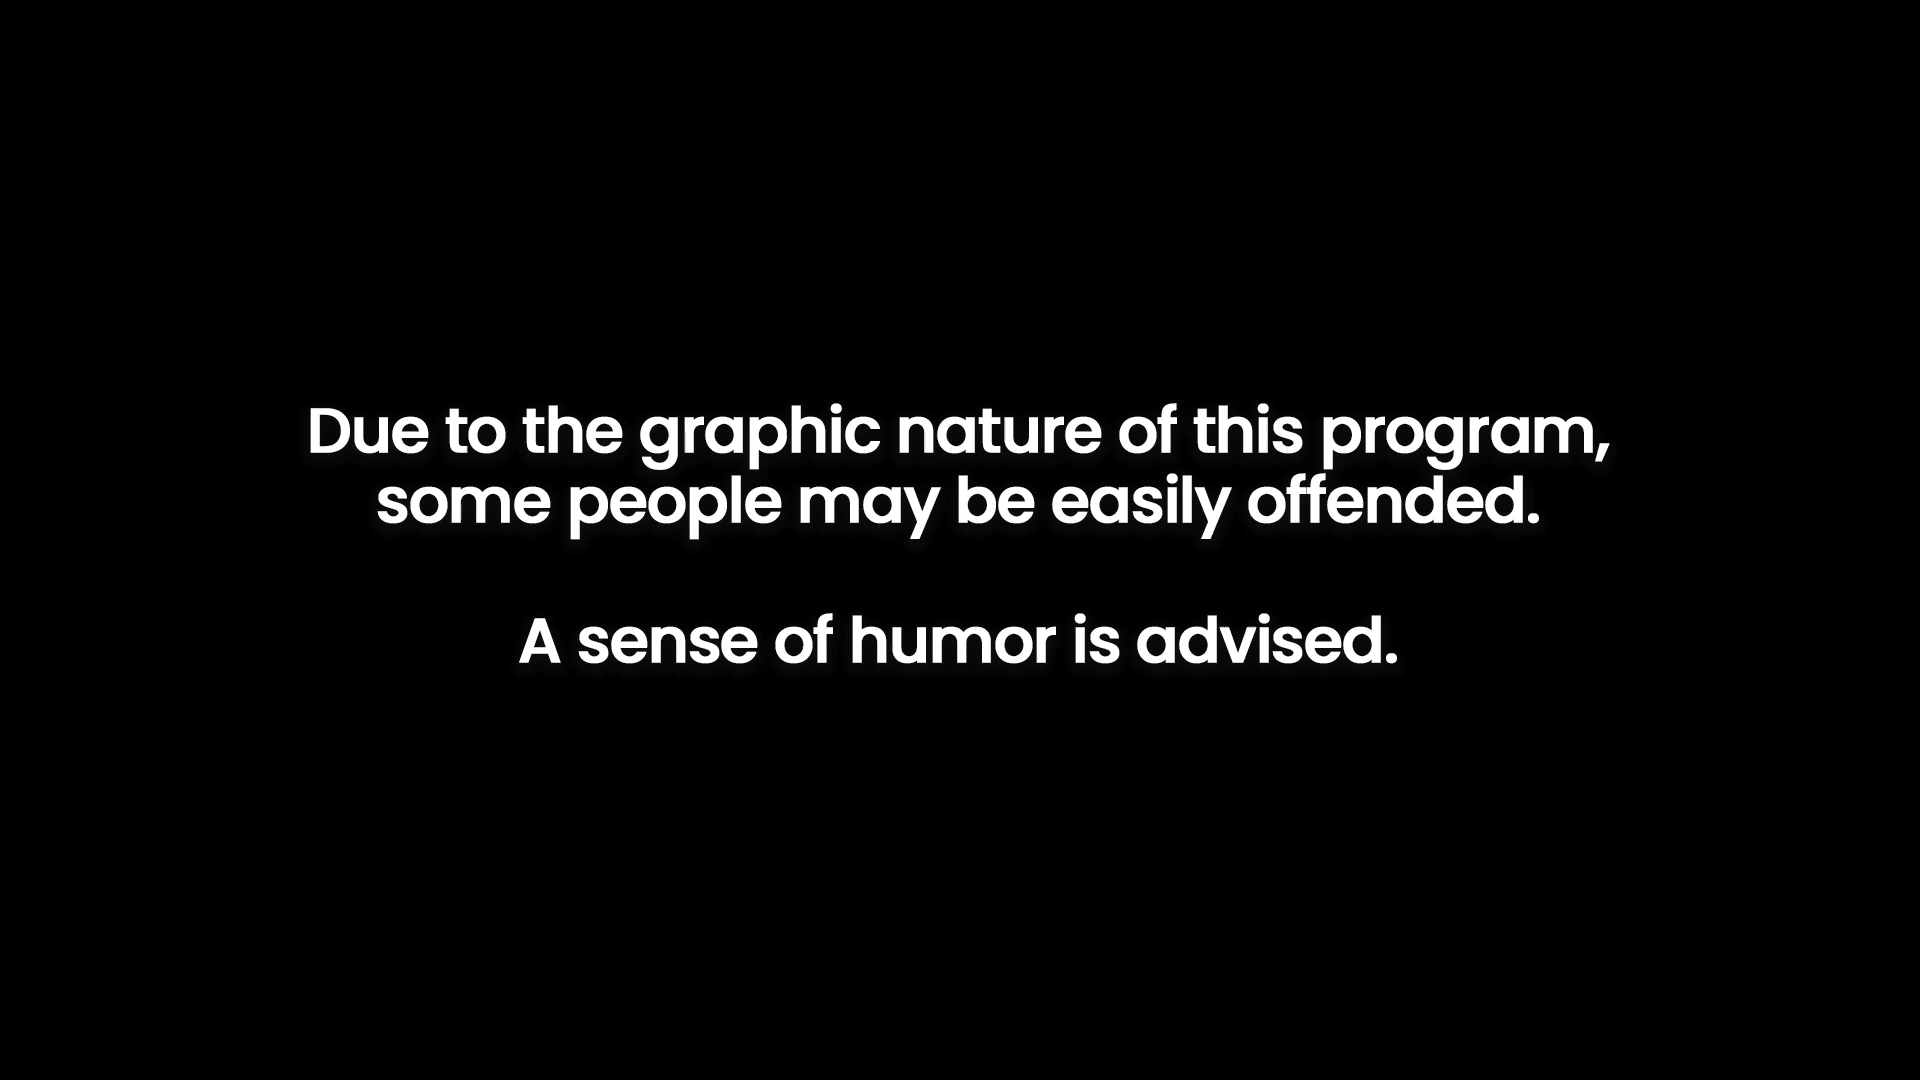 Due to the graphic nature of this program,
some people may be easily offended.
A sense of humor is advised.